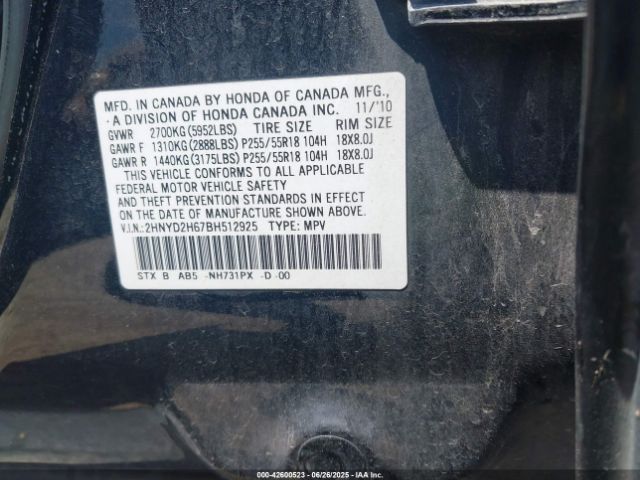 MFD. IN CANADA BY HONDA OF CANADA MFG.,
A DIVISION OF HONDA CANADA INC. 11/'10
GVWR 2700KG (5952LBS) TIRE SIZE RIM SIZE
GAWR F 1310KG (2888LBS) P255/55R18 104H 18X8.0J
GAWR R 1440KG (3175LBS) P255/55R18 104H 18X8.0J
THIS VEHICLE CONFORMS TO ALL APPLICABLE
FEDERAL MOTOR VEHICLE SAFETY
AND THEFT PREVENTION STANDARDS IN EFFECT
ON THE DATE OF MANUFACTURE SHOWN ABOVE.
V.I.N.:2HNYD2H67BH512925 TYPE: MPV
STX B AB5 -NH731PX -D -00
000-42600523 | 06/26/2025 | IAAI.COM